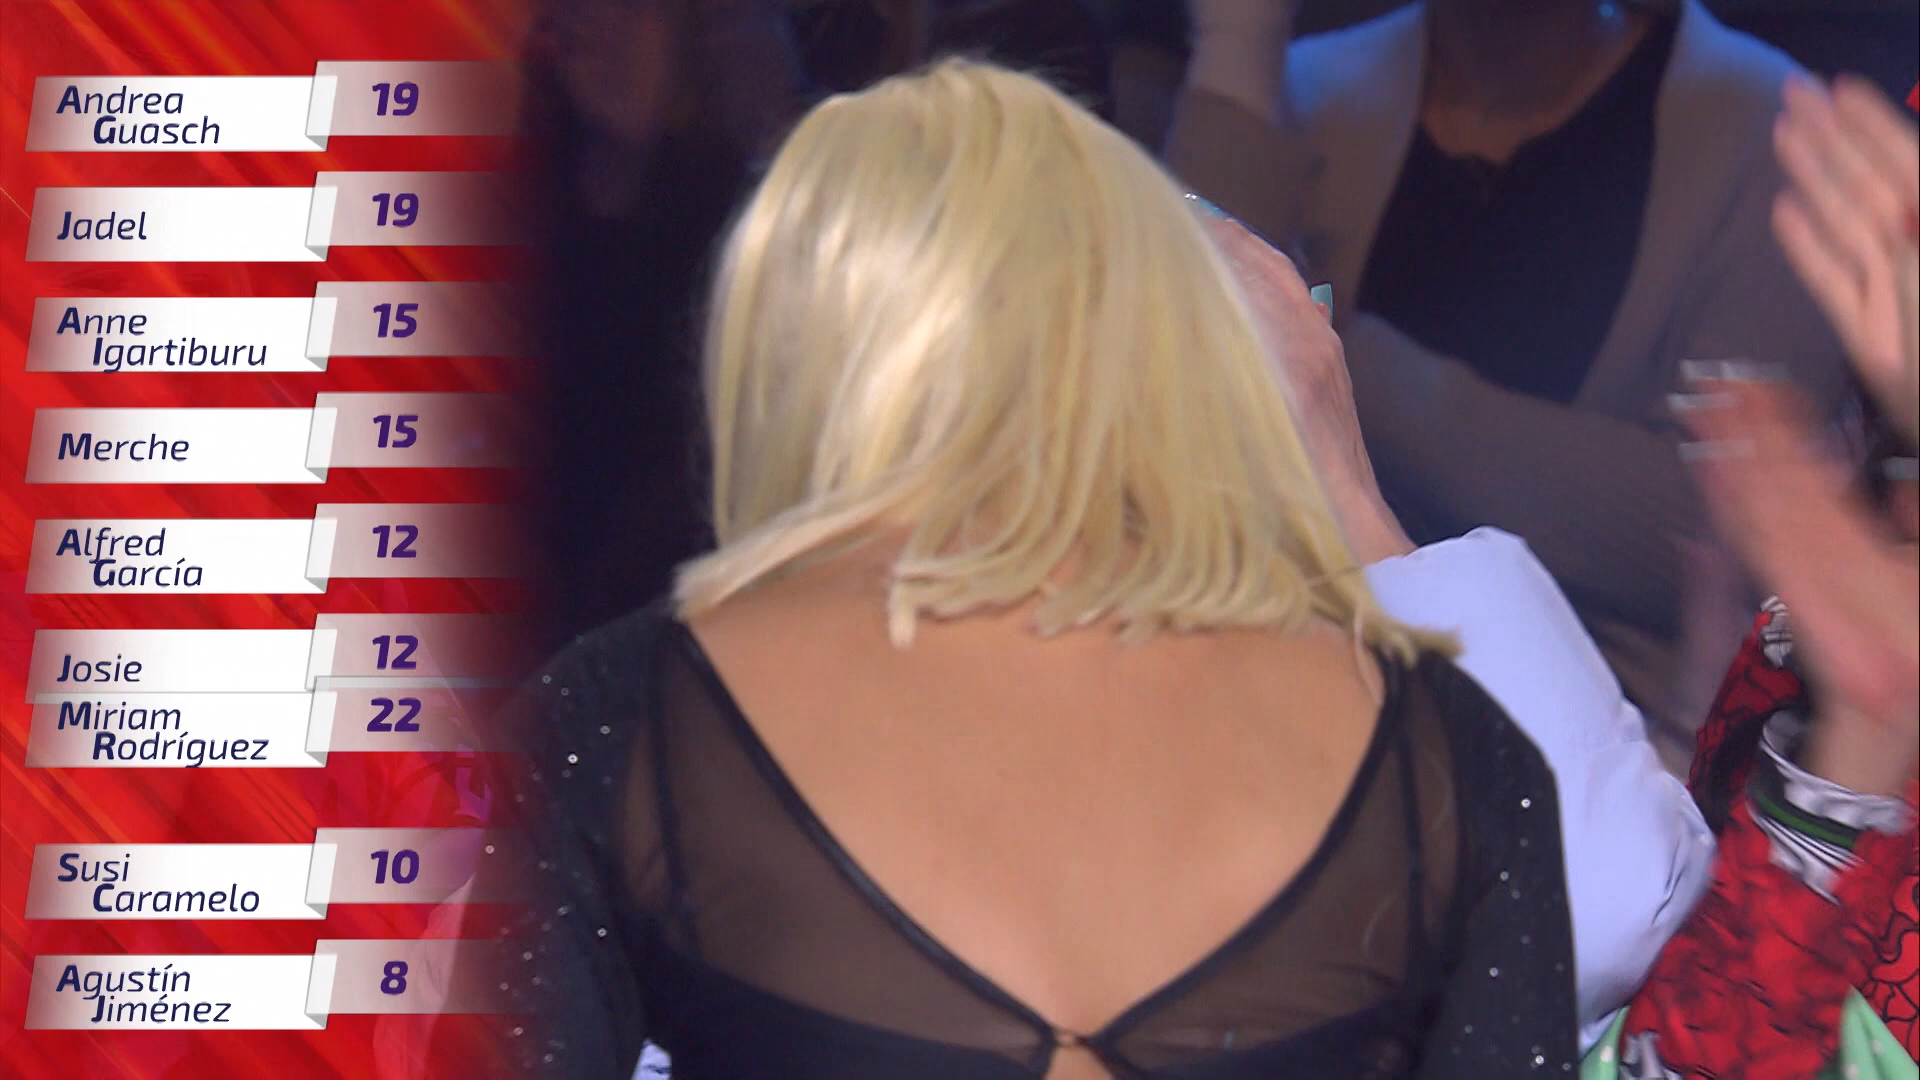 Andrea
Guasch
19
Jadel
19
Anne
Igartiburu
15
Merche
15
Alfred
García
12
Josie
12
Miriam
Rodríguez
22
Susi
Caramelo
10
Agustín
Jiménez
8